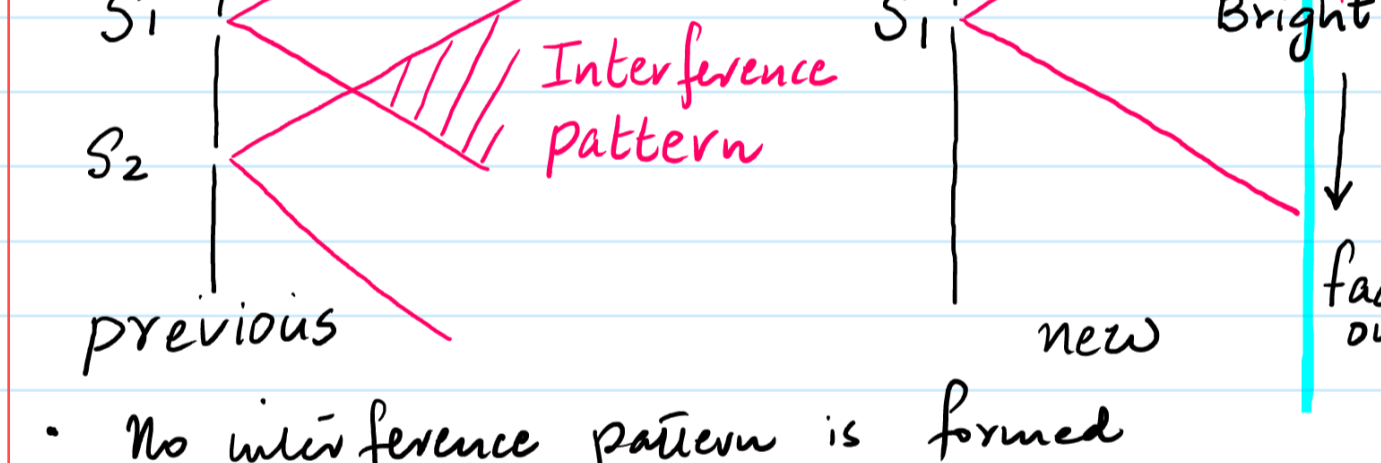 S1
S1
Bright
Interference
S2
pattern
previous
new
• No interference pattern is formed